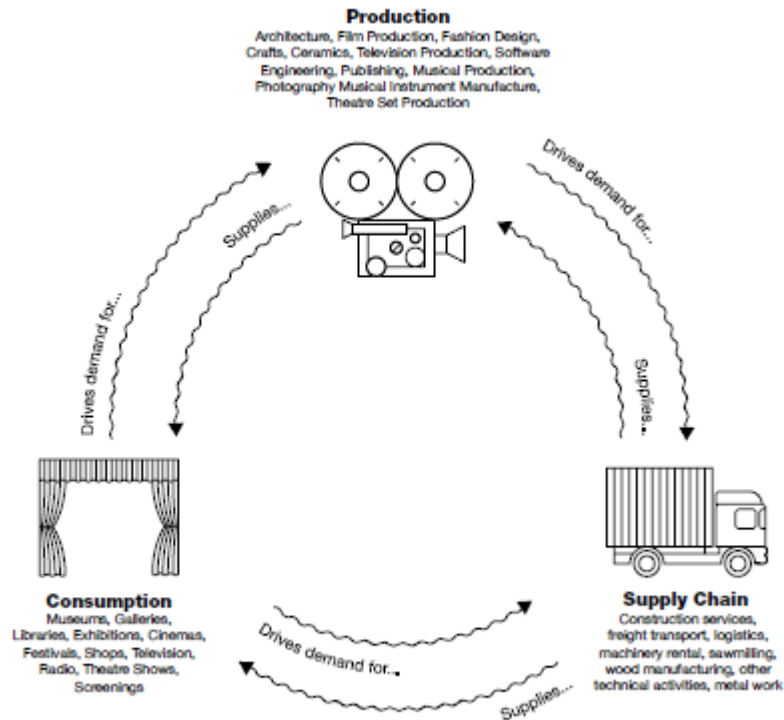 Production
Architecture, Film Production, Fashion Design,
Crafts, Ceramics, Television Production, Software
Engineering, Publishing, Musical Production,
Photography Musical Instrument Manufacture,
Theatre Set Production
Drives demand for...
Supplies...
Drives demand for...
Supplies...
Consumption
Museums, Galleries,
Libraries, Exhibitions, Cinemas,
Festivals, Shops, Television,
Radio, Theatre Shows,
Screenings
Supply Chain
Construction services,
freight transport, logistics,
machinery rental, sawmilling,
wood manufacturing, other
technical activities, metal work
Drives demand for...
Supplies...